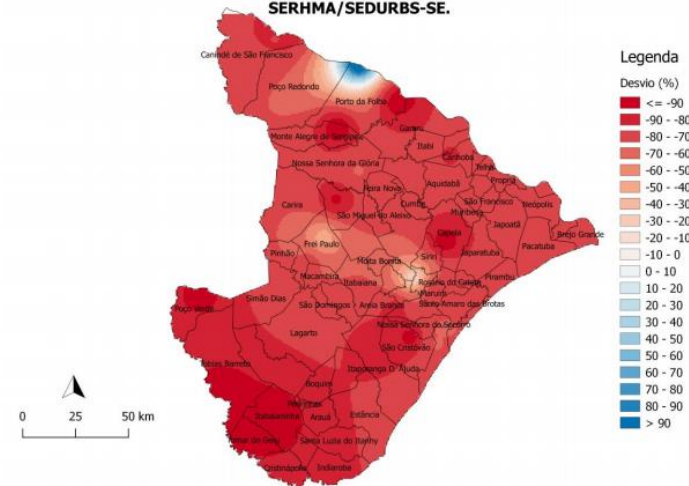 SERHMA/SEDURBS-SE.
Canindé de São Francisco
Poço Redondo
Porto da Folha
Monte Alegre de Sergipe
Gararu
Itabi
Nossa Senhora da Glória
Canhoba
Telha
Feira Nova
Aquidabã
Propriá
Carira
Cumbe
São Francisco
Neópolis
São Miguel do Aleixo
Muribeca
Japoatã
Brejo Grande
Frei Paulo
Capela
Pacatuba
Pinhão
Moita Bonita
Siriri
Japaratuba
Macambira
Itabaiana
Rosário do Catete
Pirambu
Maruim
Simão Dias
São Domingos
Areia Branca
Santo Amaro das Brotas
Poço Verde
Lagarto
Nossa Senhora do Socorro
São Cristóvão
Tobias Barreto
Itaporanga D' Ajuda
Boquim
Pedrinhas
Itabaianinha
Arauá
Estância
Tomar do Geru
Santa Luzia do Itanhy
Cristinápolis
Indiaroba
0 25 50 km
Legenda
Desvio (%)
<= -90
-90 - -80
-80 - -70
-70 - -60
-60 - -50
-50 - -40
-40 - -30
-30 - -20
-20 - -10
-10 - 0
0 - 10
10 - 20
20 - 30
30 - 40
40 - 50
50 - 60
60 - 70
70 - 80
80 - 90
> 90